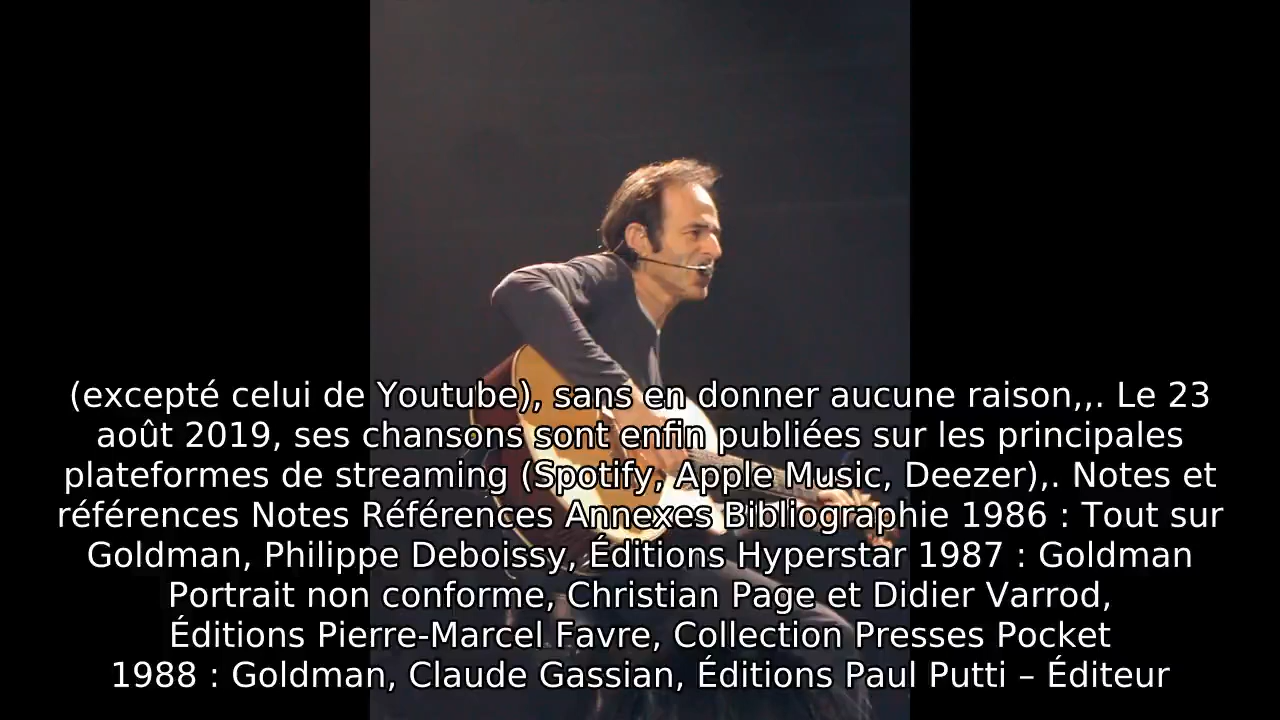 (excepté celui de Youtube), sans en donner aucune raison,,. Le 23
août 2019, ses chansons sont enfin publiées sur les principales
plateformes de streaming (Spotify, Apple Music, Deezer),. Notes et
références Notes Références Annexes Bibliographie 1986 : Tout sur
Goldman, Philippe Deboissy, Éditions Hyperstar 1987 : Goldman
Portrait non conforme, Christian Page et Didier Varrod,
Éditions Pierre-Marcel Favre, Collection Presses Pocket
1988 : Goldman, Claude Gassian, Éditions Paul Putti – Éditeur